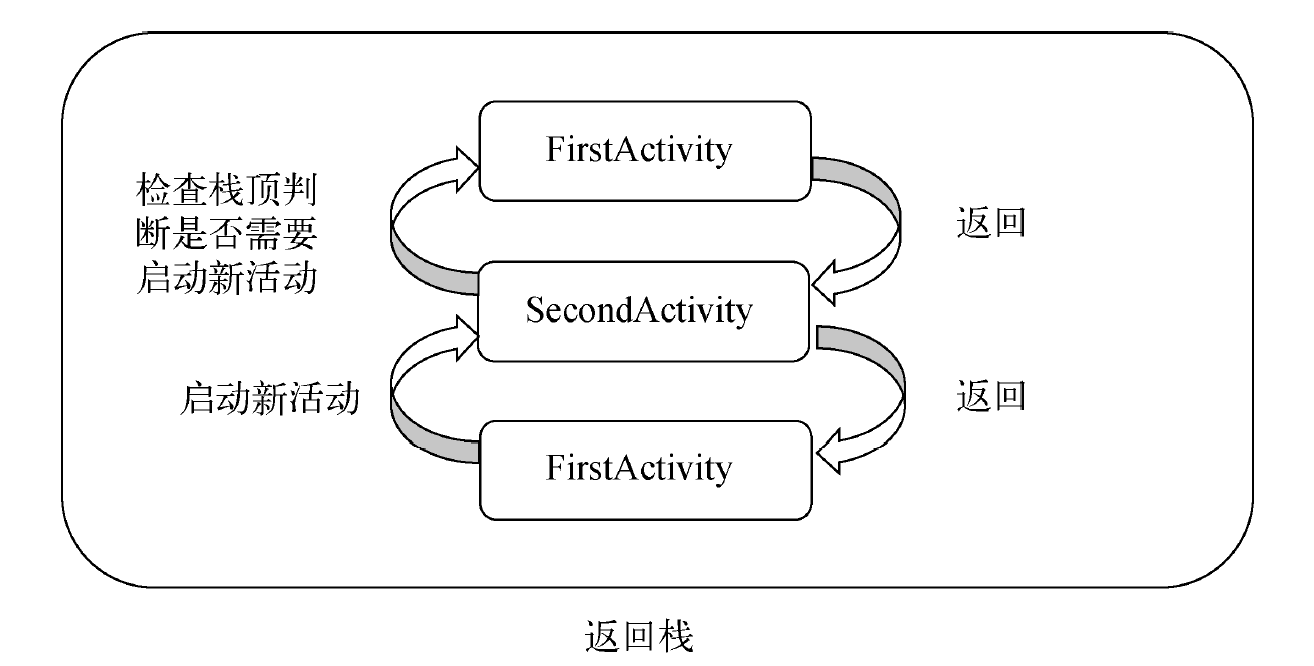 FirstActivity
检查栈顶判
断是否需要
启动新活动
返回
SecondActivity
启动新活动
返回
FirstActivity
返回栈